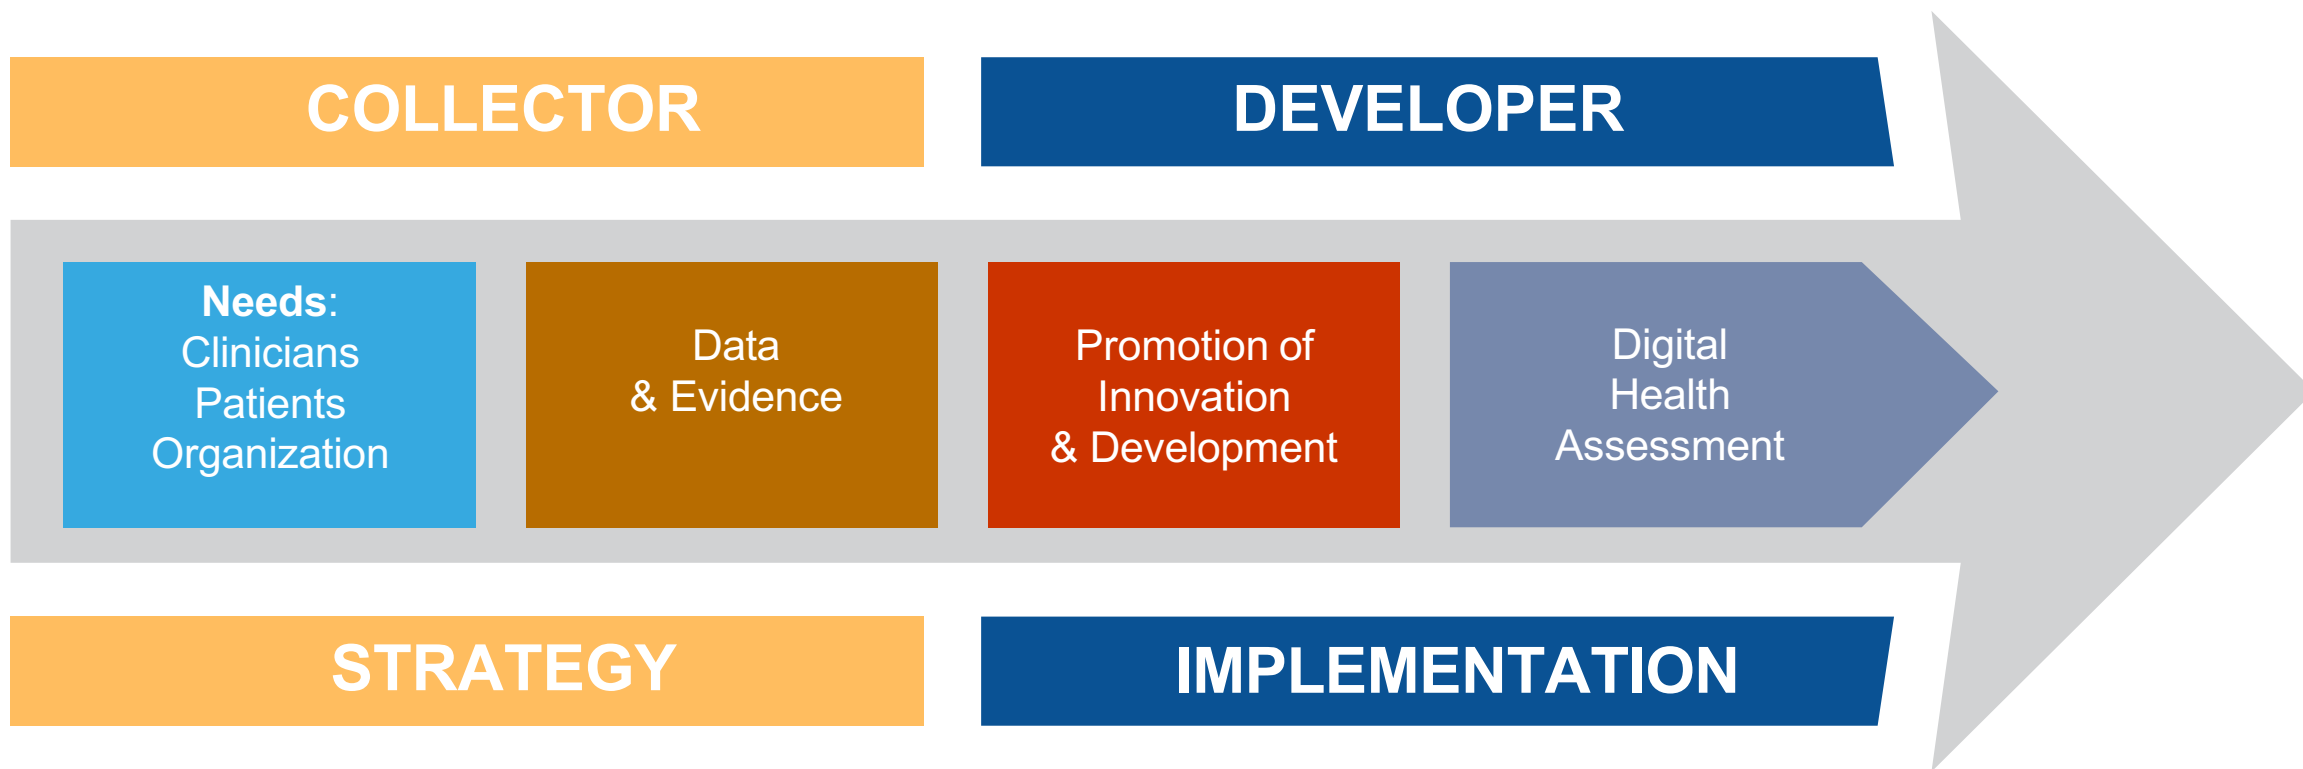 COLLECTOR
DEVELOPER
Needs:
Clinicians
Patients
Organization
Data
& Evidence
Promotion of
Innovation
& Development
Digital
Health
Assessment
STRATEGY
IMPLEMENTATION